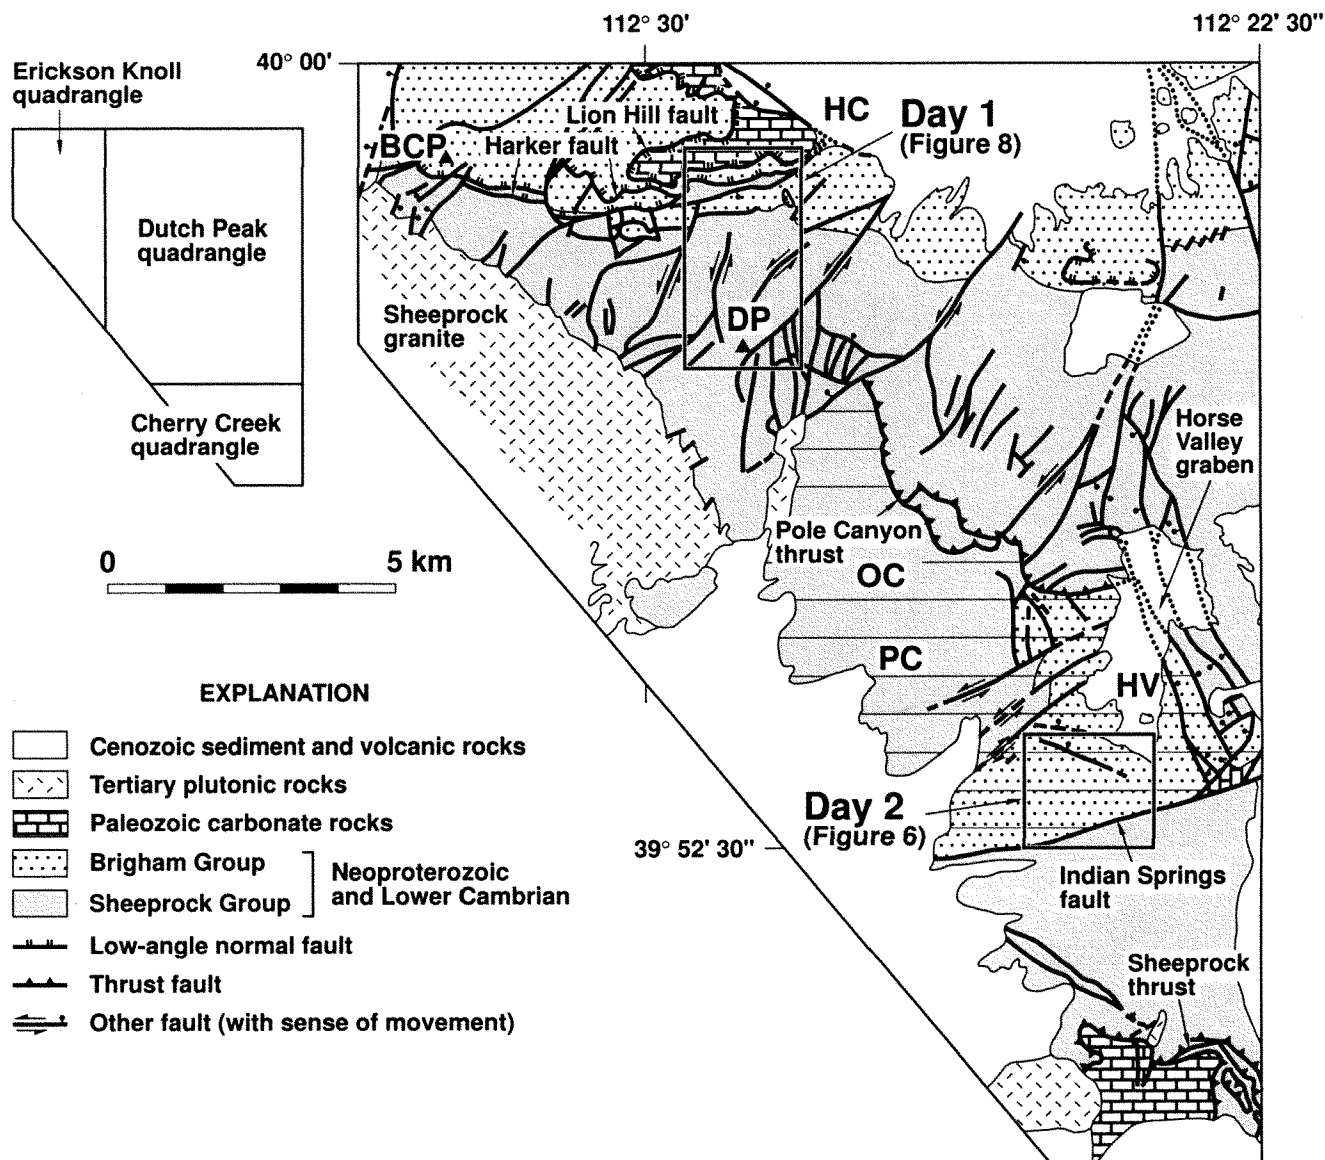 112° 30'
112° 22' 30"
40° 00'
Erickson Knoll
quadrangle
Dutch Peak
quadrangle
Cherry Creek
quadrangle
BCP
Lion Hill fault
Harker fault
HC
Day 1
(Figure 8)
Sheeprock
granite
DP
Horse
Valley
graben
Pole Canyon
thrust
OC
PC
HV
0
5 km
Day 2
(Figure 6)
39° 52' 30"
Indian Springs
fault
Sheeprock
thrust
EXPLANATION
Cenozoic sediment and volcanic rocks
Tertiary plutonic rocks
Paleozoic carbonate rocks
Brigham Group
Sheeprock Group
Neoproterozoic
and Lower Cambrian
Low-angle normal fault
Thrust fault
Other fault (with sense of movement)